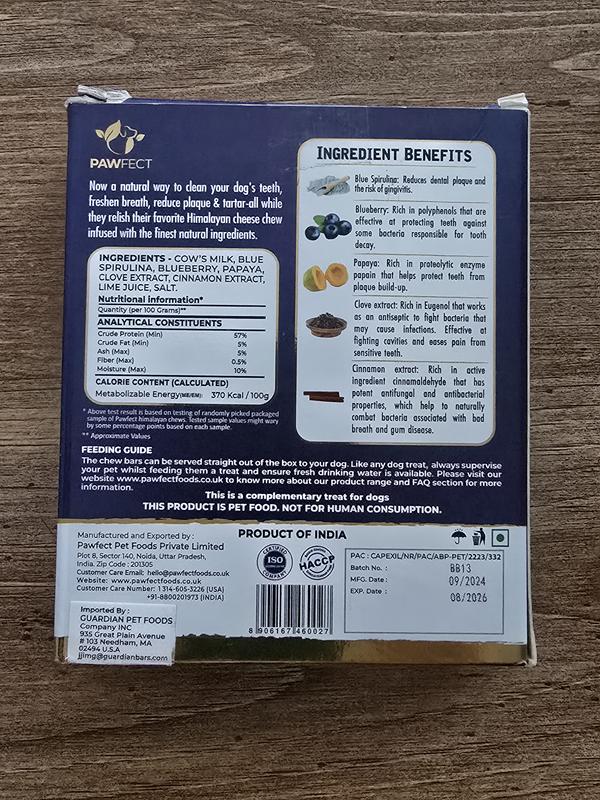 PAWFECT
Now a natural way to clean your dog's teeth,
freshen breath, reduce plaque & tartar-all while
they relish their favorite Himalayan cheese chew
infused with the finest natural ingredients.
INGREDIENTS - COW'S MILK, BLUE
SPIRULINA, BLUEBERRY, PAPAYA,
CLOVE EXTRACT, CINNAMON EXTRACT,
LIME JUICE, SALT.
Nutritional information*
Quantity (per 100 Grams)**
ANALYTICAL CONSTITUENTS
Crude Protein (Min) 57%
Crude Fat (Min) 5%
Ash (Max) 5%
Fiber (Max) 0.5%
Moisture (Max) 10%
CALORIE CONTENT (CALCULATED)
Metabolizable Energy(MB/EM): 370 Kcal / 100g
* Above test result is based on testing of randomly picked packaged
sample of Pawfect himalayan chews. Tested sample values might vary
by some percentage points based on each sample.
** Approximate Values
INGREDIENT BENEFITS
Blue Spirulina: Reduces dental plaque and
the risk of gingivitis.
Blueberry: Rich in polyphenols that are
effective at protecting teeth against
some bacteria responsible for tooth
decay.
Papaya: Rich in proteolytic enzyme
papain that helps protect teeth from
plaque build-up.
Clove extract: Rich in Eugenol that works
as an antiseptic to fight bacteria that
may cause infections. Effective at
fighting cavities and eases pain from
sensitive teeth.
Cinnamon extract: Rich in active
ingredient cinnamaldehyde that has
potent antifungal and antibacterial
properties, which help to naturally
combat bacteria associated with bad
breath and gum disease.
FEEDING GUIDE
The chew bars can be served straight out of the box to your dog. Like any dog treat, always supervise
your pet whilst feeding them a treat and ensure fresh drinking water is available. Please visit our
website www.pawfectfoods.co.uk to know more about our product range and FAQ section for more
information.
This is a complementary treat for dogs
THIS PRODUCT IS PET FOOD. NOT FOR HUMAN CONSUMPTION.
Manufactured and Exported by :
Pawfect Pet Foods Private Limited
Plot 8, Sector 140, Noida, Uttar Pradesh,
India. Zip Code : 201305
Customer Care Email: hello@pawfectfoods.co.uk
Website: www.pawfectfoods.co.uk
Customer Care Number: 1 314-605-3226 (USA)
+91-8800201973 (INDIA)
Imported By :
GUARDIAN PET FOODS
Company INC
935 Great Plain Avenue
# 103 Needham, MA
02494 U.S.A
jjimg@guardianbars.com
PRODUCT OF INDIA
CERTIFIED
ISO
COMPANY
HACCP
8 906167 460027
PAC : CAPEXIL/NR/PAC/ABP-PET/2223/332
Batch No. : BB13
MFG. Date : 09/2024
EXP. Date : 08/2026